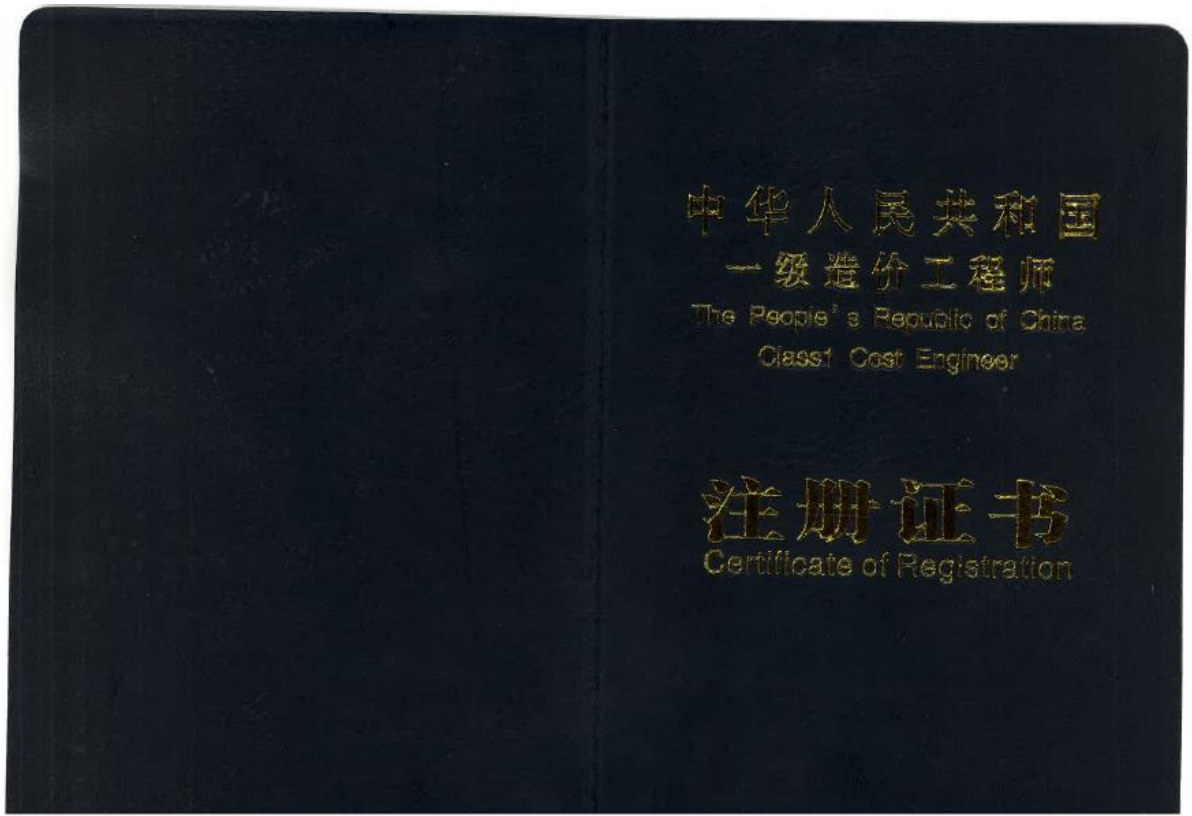 中华人民共和国
一级造价工程师
The People's Republic of China
Class1 Cost Engineer
注册证书
Certificate of Registration